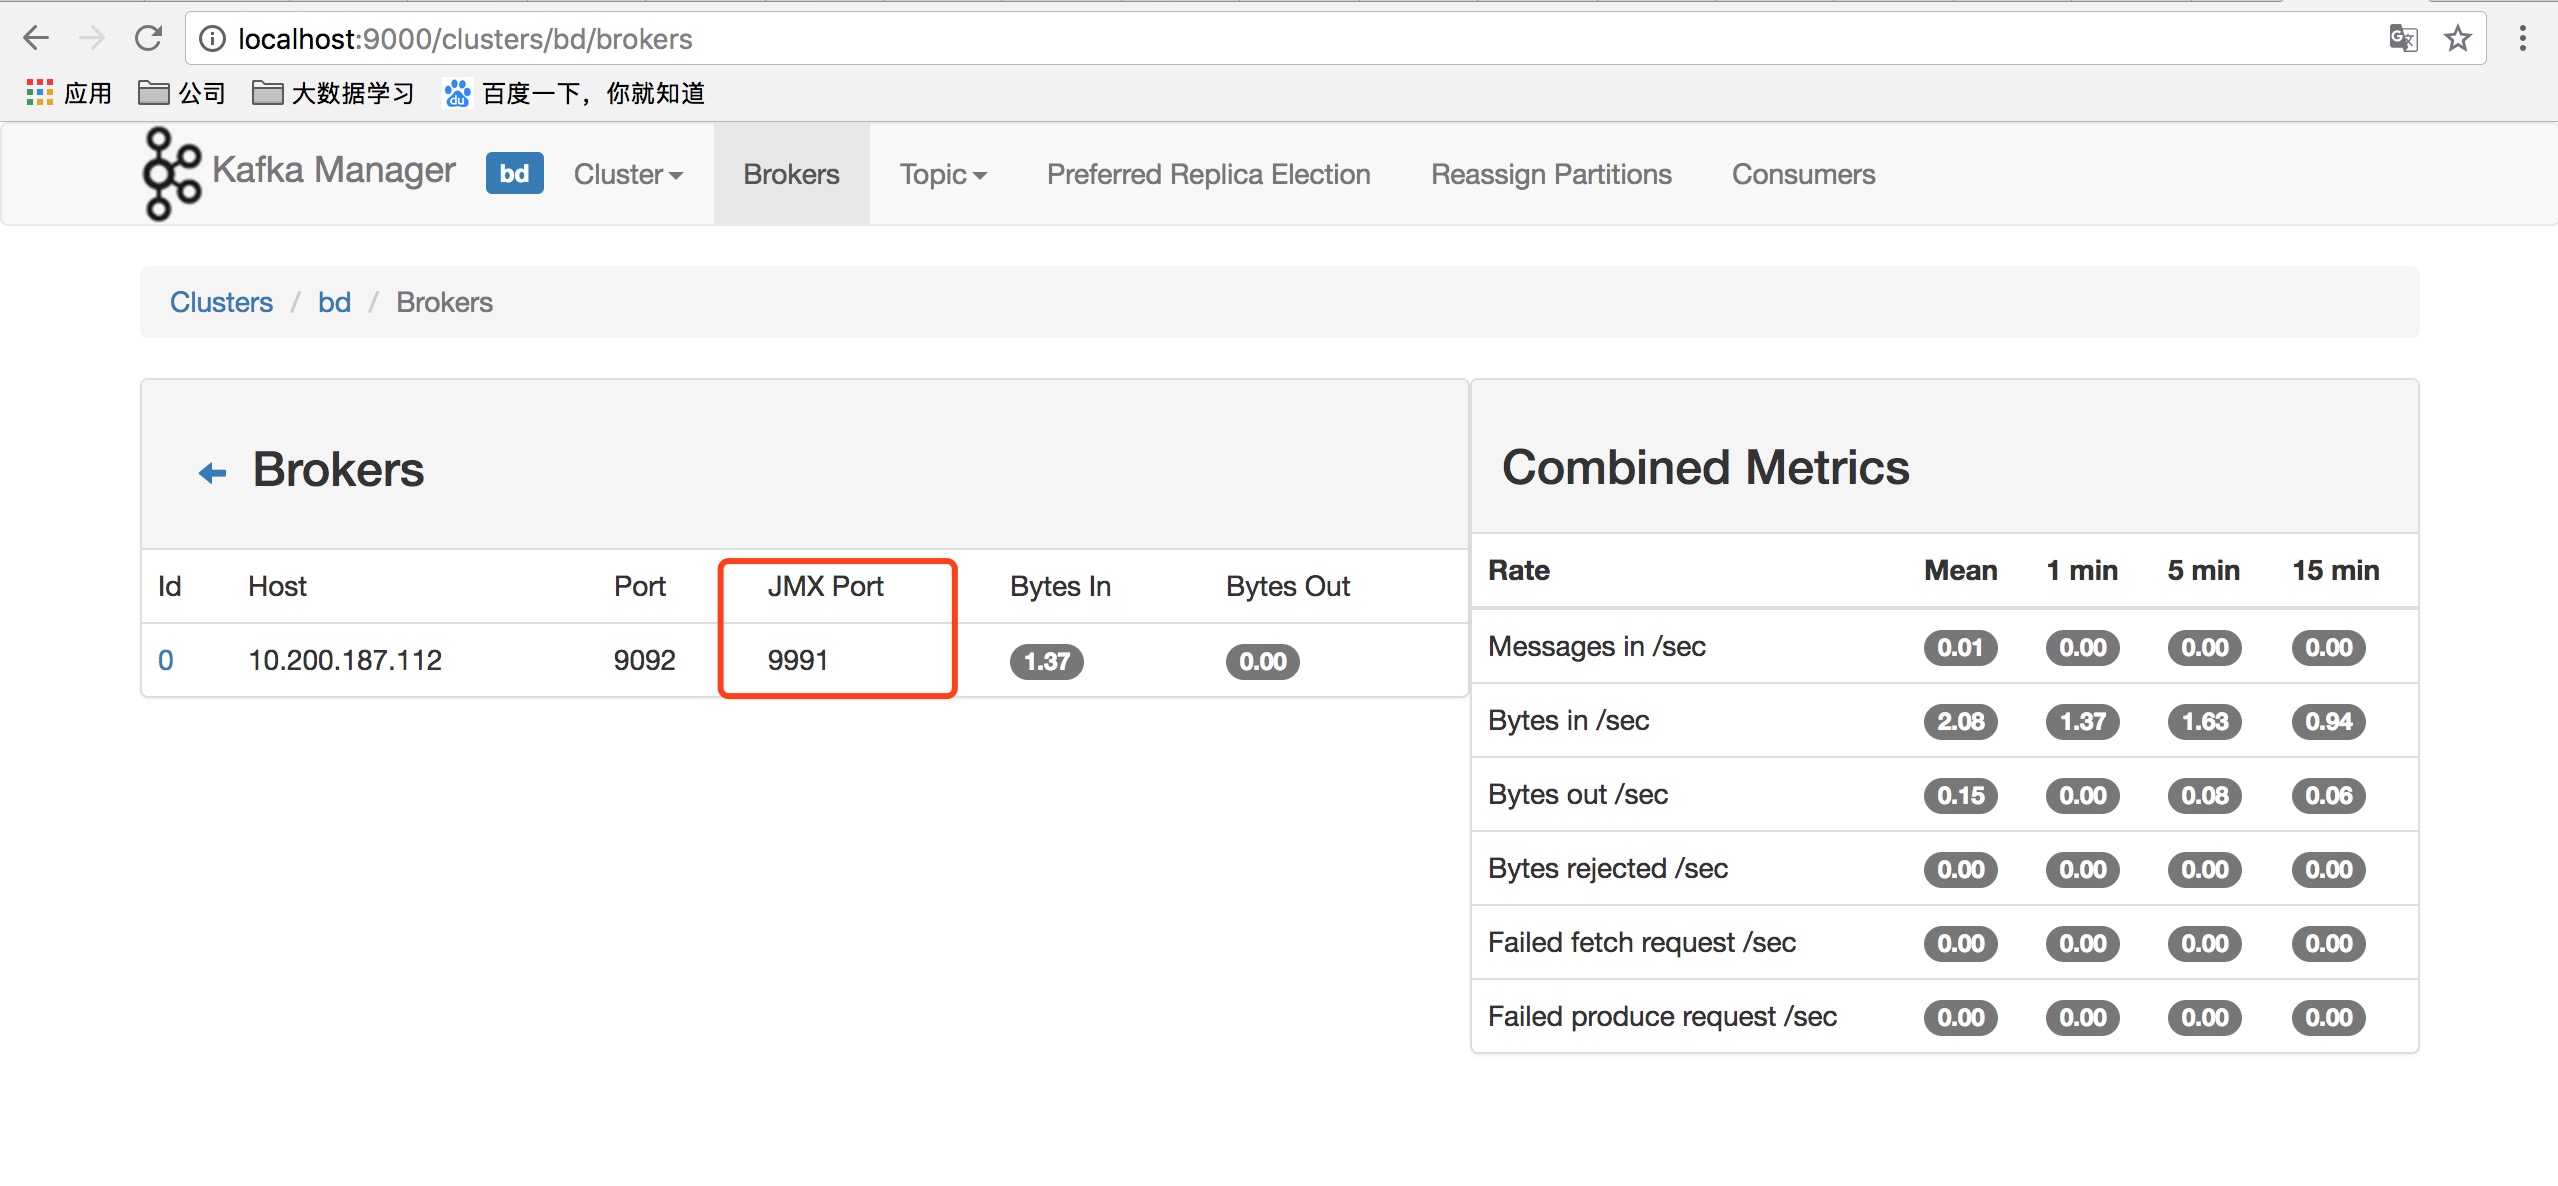 localhost:9000/clusters/bd/brokers
应用 公司 大数据学习 du 百度一下，你就知道
Kafka Manager bd Cluster Brokers Topic Preferred Replica Election Reassign Partitions Consumers
Clusters / bd / Brokers
Brokers
Id Host Port JMX Port Bytes In Bytes Out
0 10.200.187.112 9092 9991 1.37 0.00
Combined Metrics
Rate Mean 1 min 5 min 15 min
Messages in /sec 0.01 0.00 0.00 0.00
Bytes in /sec 2.08 1.37 1.63 0.94
Bytes out /sec 0.15 0.00 0.08 0.06
Bytes rejected /sec 0.00 0.00 0.00 0.00
Failed fetch request /sec 0.00 0.00 0.00 0.00
Failed produce request /sec 0.00 0.00 0.00 0.00